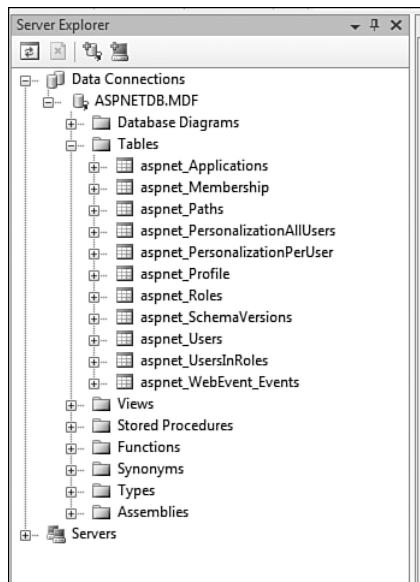 Server Explorer
Data Connections
ASPNETDB.MDF
Database Diagrams
Tables
aspnet_Applications
aspnet_Membership
aspnet_Paths
aspnet_PersonalizationAllUsers
aspnet_PersonalizationPerUser
aspnet_Profile
aspnet_Roles
aspnet_SchemaVersions
aspnet_Users
aspnet_UsersInRoles
aspnet_WebEvent_Events
Views
Stored Procedures
Functions
Synonyms
Types
Assemblies
Servers